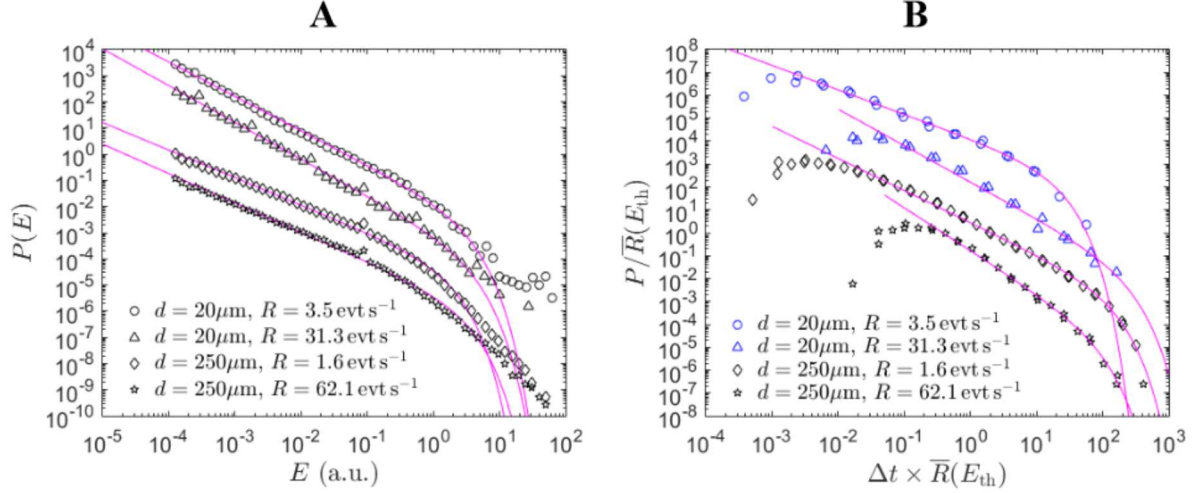 A
B
10^4
10^3
10^2
10^1
10^0
10^-1
10^-2
10^-3
10^-4
10^-5
10^-6
10^-7
10^-8
10^-9
10^-10
P(E)
d = 20μm, R = 3.5 evt s^-1
d = 20μm, R = 31.3 evt s^-1
d = 250μm, R = 1.6 evt s^-1
d = 250μm, R = 62.1 evt s^-1
10^-5 10^-4 10^-3 10^-2 10^-1 10^0 10^1 10^2
E (a.u.)
10^8
10^7
10^6
10^5
10^4
10^3
10^2
10^1
10^0
10^-1
10^-2
10^-3
10^-4
10^-5
10^-6
10^-7
10^-8
P/R̅(E_th)
d = 20μm, R = 3.5 evt s^-1
d = 20μm, R = 31.3 evt s^-1
d = 250μm, R = 1.6 evt s^-1
d = 250μm, R = 62.1 evt s^-1
10^-4 10^-3 10^-2 10^-1 10^0 10^1 10^2 10^3
Δt × R̅(E_th)